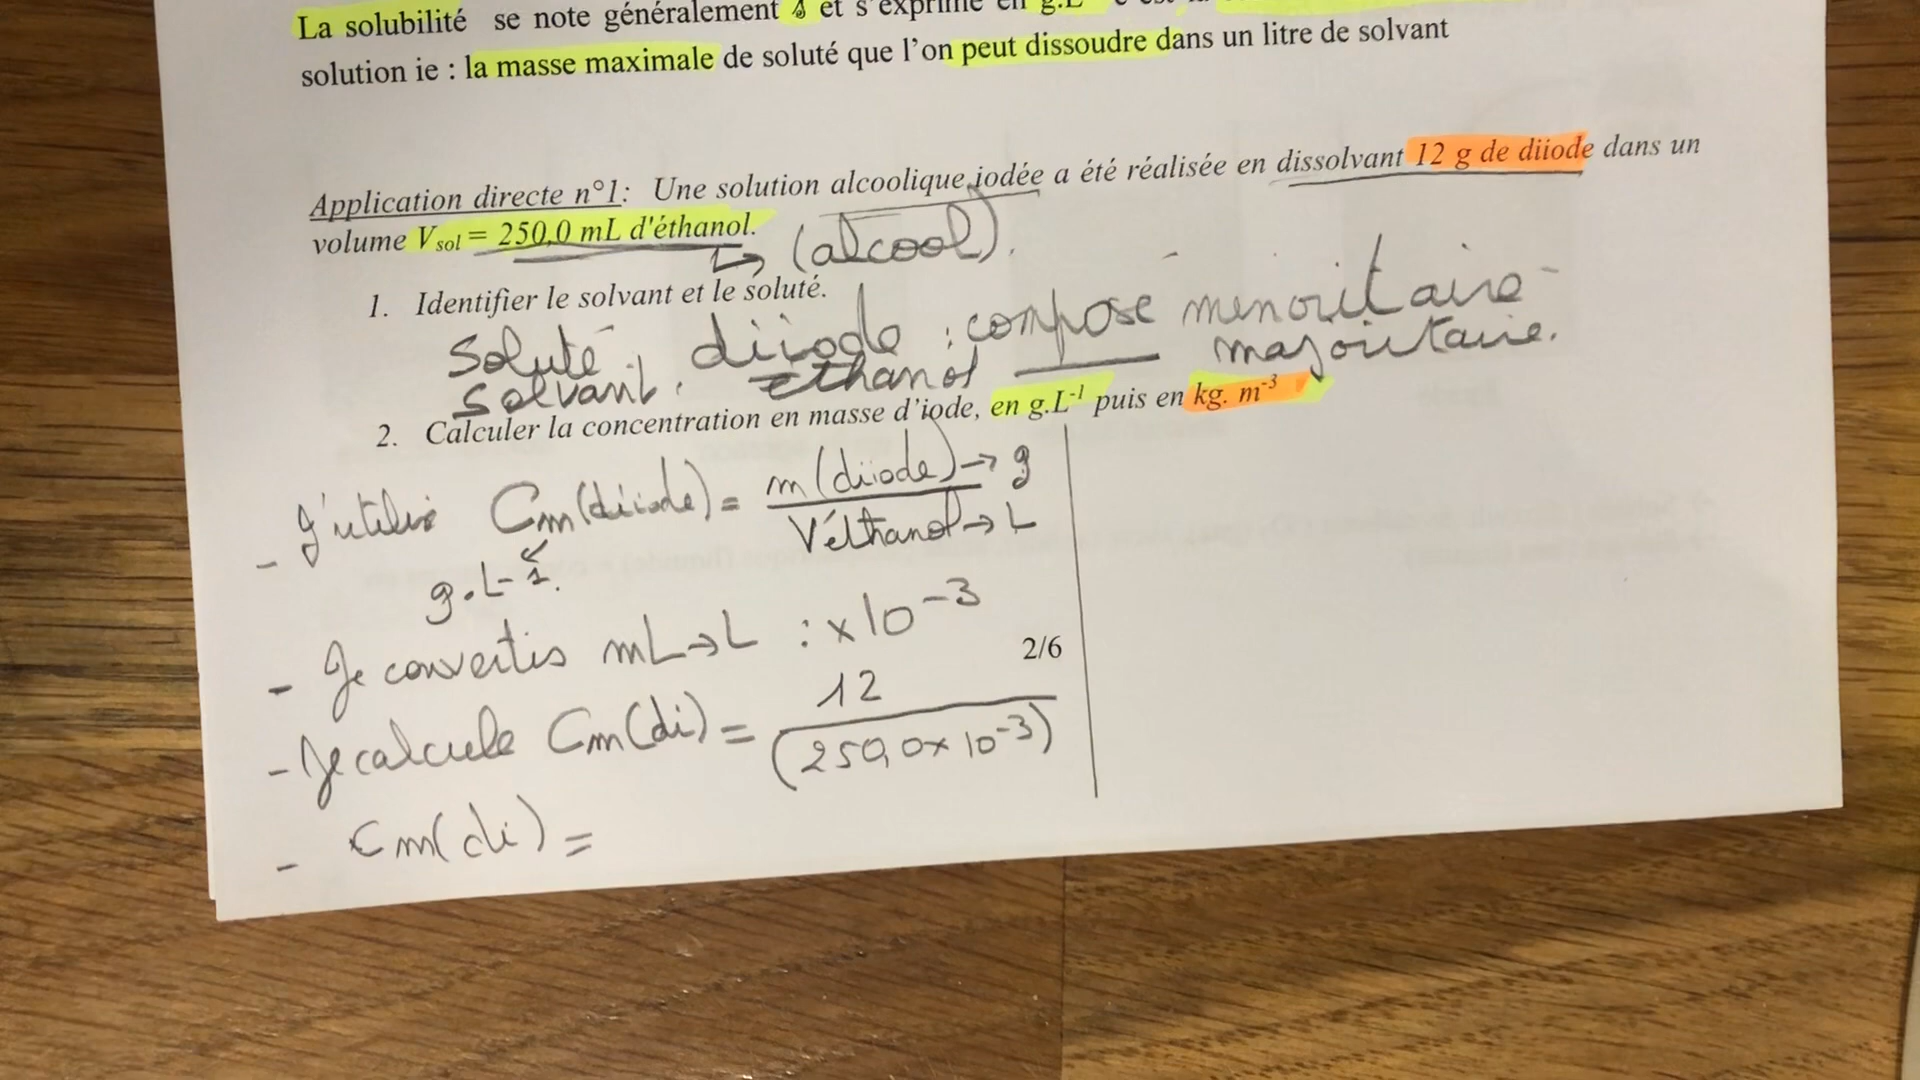 La solubilité se note généralement s et s'exprime en g.L
solution ie : la masse maximale de soluté que l'on peut dissoudre dans un litre de solvant
Application directe n°1: Une solution alcoolique iodée a été réalisée en dissolvant 12 g de diiode dans un
volume Vsol = 250,0 mL d'éthanol.
(alcool).
1. Identifier le solvant et le soluté.
Soluté : diiode : composé minoritaire
Solvant : éthanol majoritaire.
2. Calculer la concentration en masse d'iode, en g.L⁻¹ puis en kg. m⁻³
- J'utilise Cm(diiode) = m(diiode) → g
Véthanol → L
g.L-1.
- Je convertis mL → L : x10⁻³
2/6
- Je calcule Cm(di) = 12
(250,0x 10⁻³)
- Cm(di) =